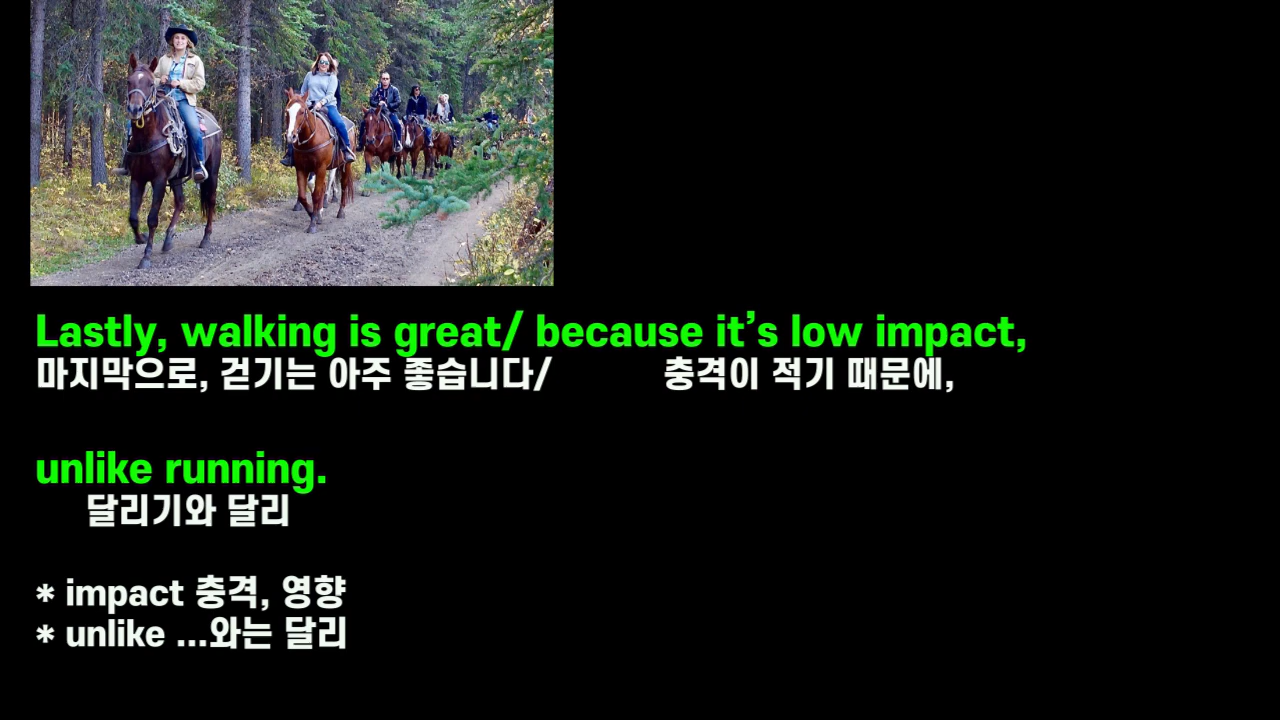 Lastly, walking is great/ because it’s low impact,
마지막으로, 걷기는 아주 좋습니다/ 충격이 적기 때문에,
unlike running.
달리기와 달리
* impact 충격, 영향
* unlike ...와는 달리